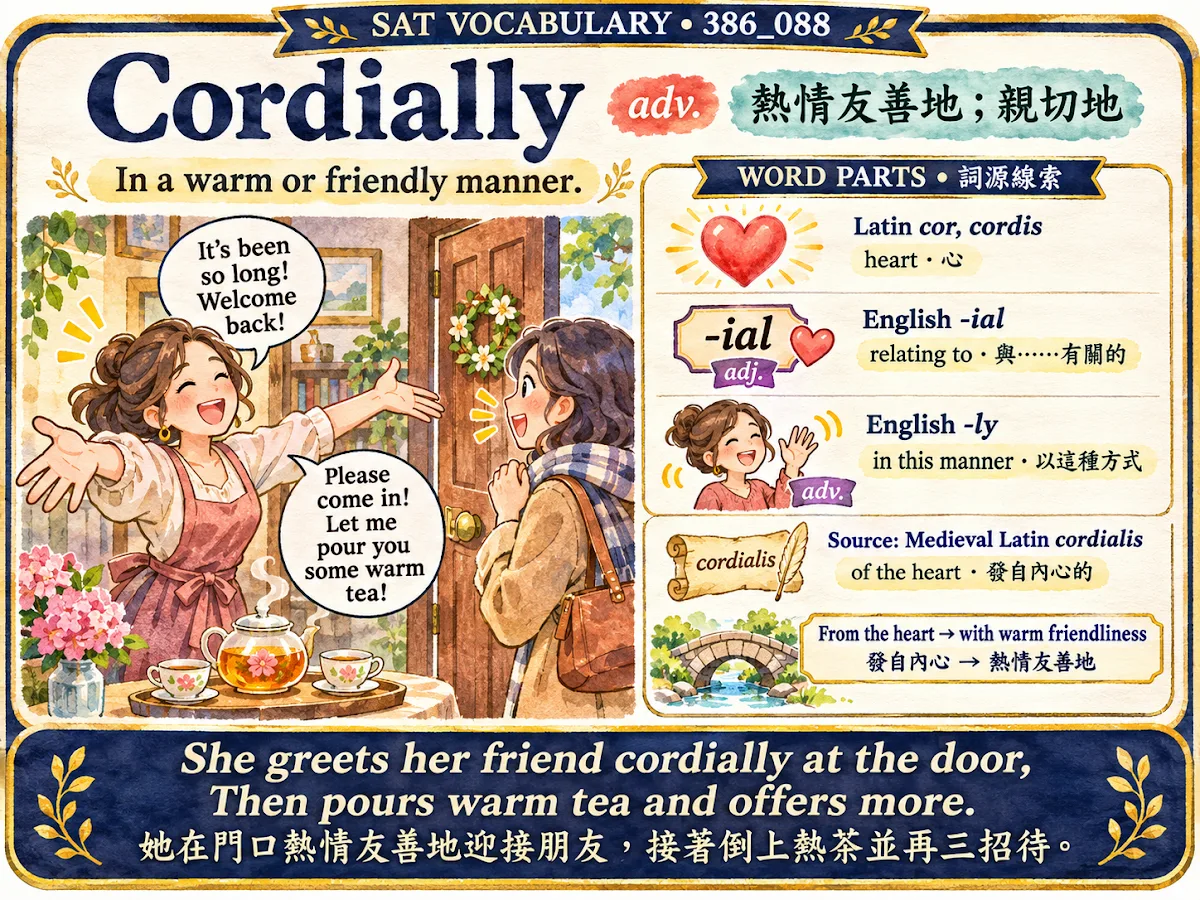 SAT VOCABULARY • 386_088
Cordially
adv.
熱情友善地；親切地
In a warm or friendly manner.
It's been
so long!
Welcome
back!
Please
come in!
Let me
pour you
some warm
tea!
WORD PARTS • 詞源線索
Latin cor, cordis
heart · 心
-ial
adj.
English -ial
relating to · 與⋯⋯有關的
English -ly
in this manner · 以這種方式
adv.
cordialis
Source: Medieval Latin cordialis
of the heart · 發自內心的
From the heart → with warm friendliness
發自內心 → 熱情友善地
She greets her friend cordially at the door,
Then pours warm tea and offers more.
她在門口熱情友善地迎接朋友，接著倒上熱茶並再三招待。